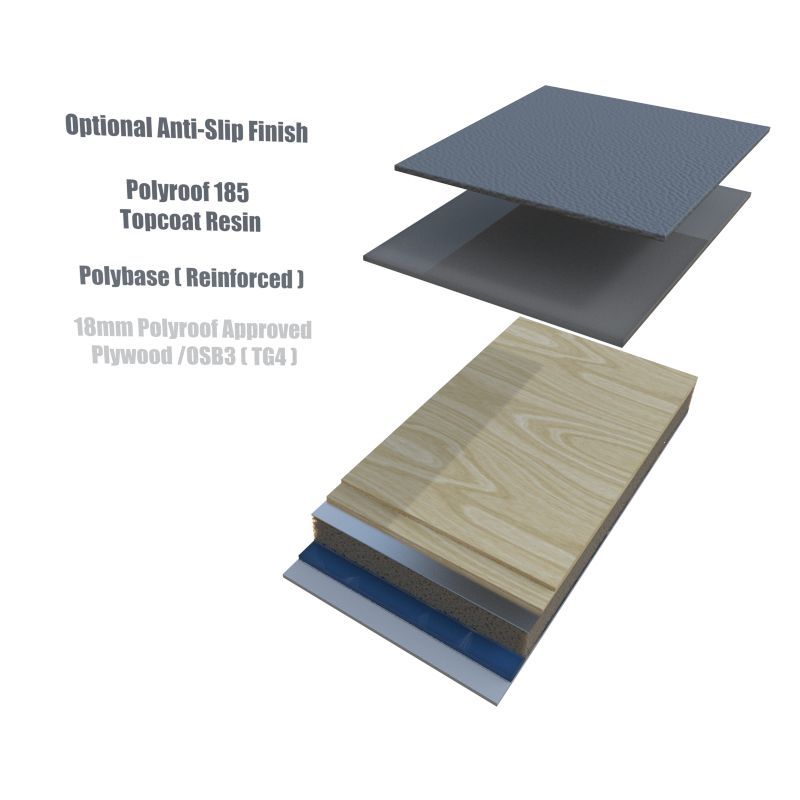 Optional Anti-Slip Finish
Polyroof 185
Topcoat Resin
Polybase ( Reinforced )
18mm Polyroof Approved
Plywood /OSB3 ( TG4 )